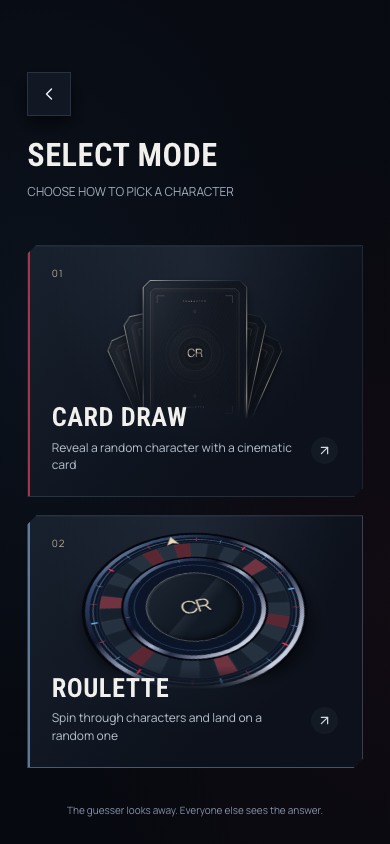 SELECT MODE
CHOOSE HOW TO PICK A CHARACTER
01
CR
CARD DRAW
Reveal a random character with a cinematic
card
02
CR
ROULETTE
Spin through characters and land on a
random one
The guesser looks away. Everyone else sees the answer.